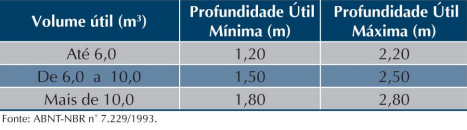 Volume útil (m³) Profundidade Útil Mínima (m) Profundidade Útil Máxima (m)
Até 6,0 1,20 2,20
De 6,0 a 10,0 1,50 2,50
Mais de 10,0 1,80 2,80
Fonte: ABNT-NBR n° 7.229/1993.